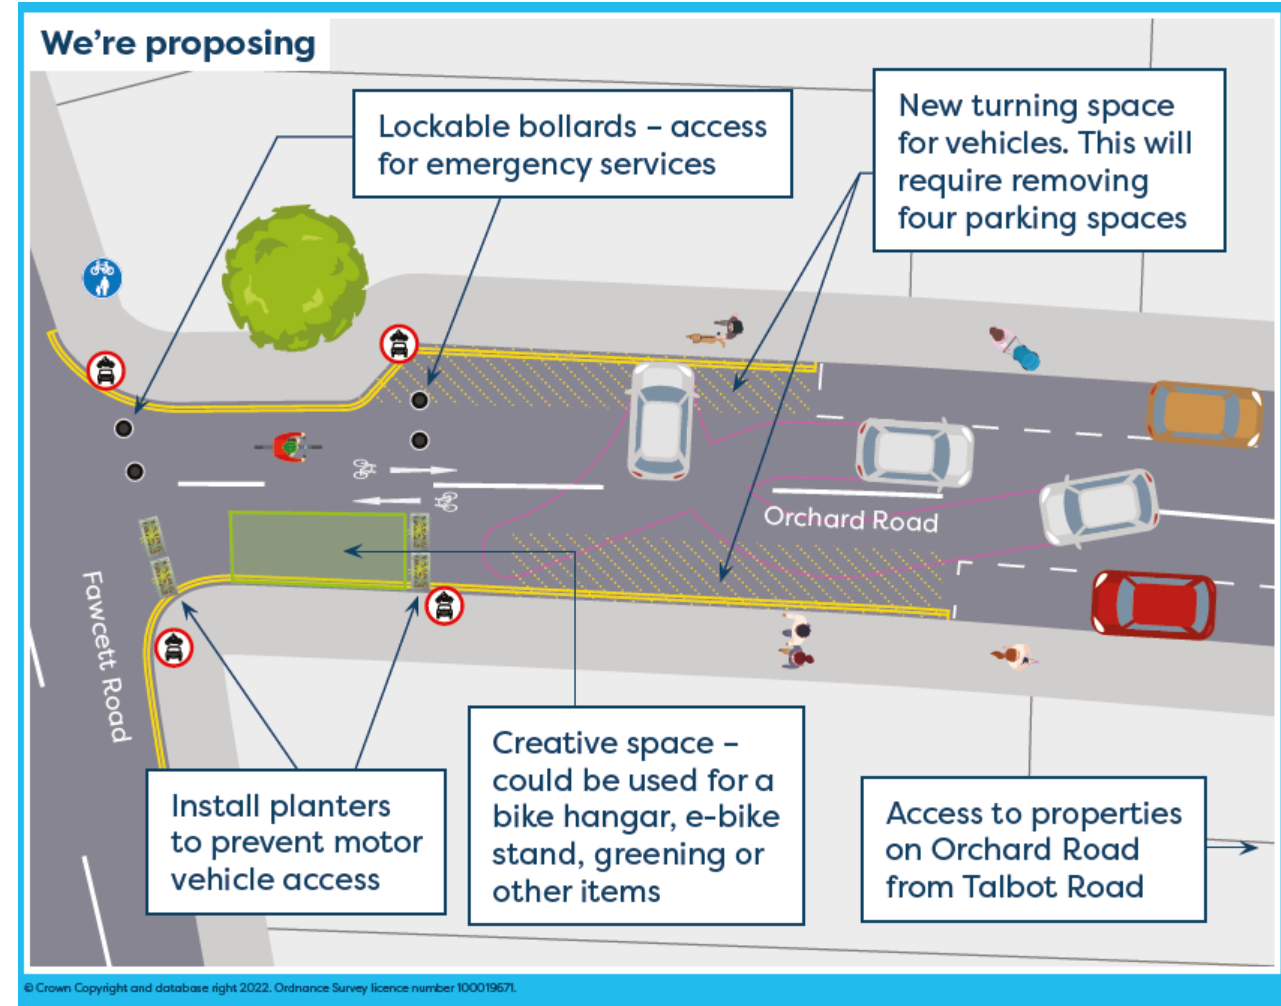 We're proposing
Lockable bollards – access
for emergency services
New turning space
for vehicles. This will
require removing
four parking spaces
Orchard Road
Fawcett Road
Install planters
to prevent motor
vehicle access
Creative space –
could be used for a
bike hangar, e-bike
stand, greening or
other items
Access to properties
on Orchard Road
from Talbot Road
© Crown Copyright and database right 2022. Ordnance Survey licence number 100019671.